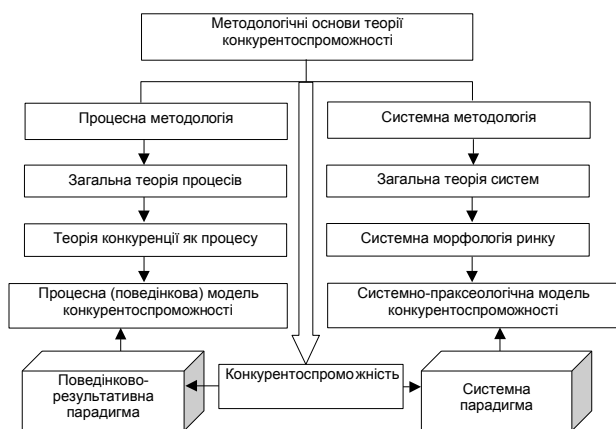 Методологічні основи теорії
конкурентоспроможності
Процесна методологія
Системна методологія
Загальна теорія процесів
Загальна теорія систем
Теорія конкуренції як процесу
Системна морфологія ринку
Процесна (поведінкова) модель
конкурентоспроможності
Системно-праксеологічна модель
конкурентоспроможності
Поведінково-
результативна
парадигма
Конкурентоспроможність
Системна
парадигма